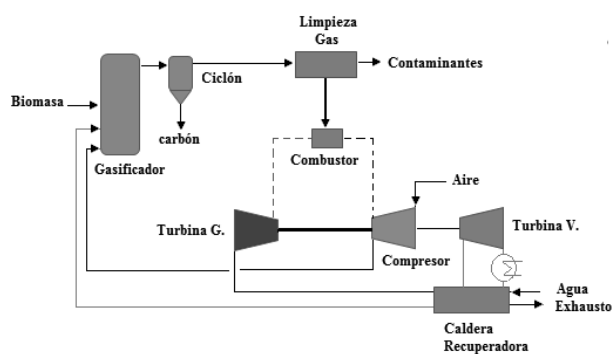 Limpieza
Gas
Contaminantes
Ciclón
Biomasa
carbón
Gasificador
Combustor
Aire
Turbina G.
Turbina V.
Compresor
Agua
Exhausto
Caldera
Recuperadora